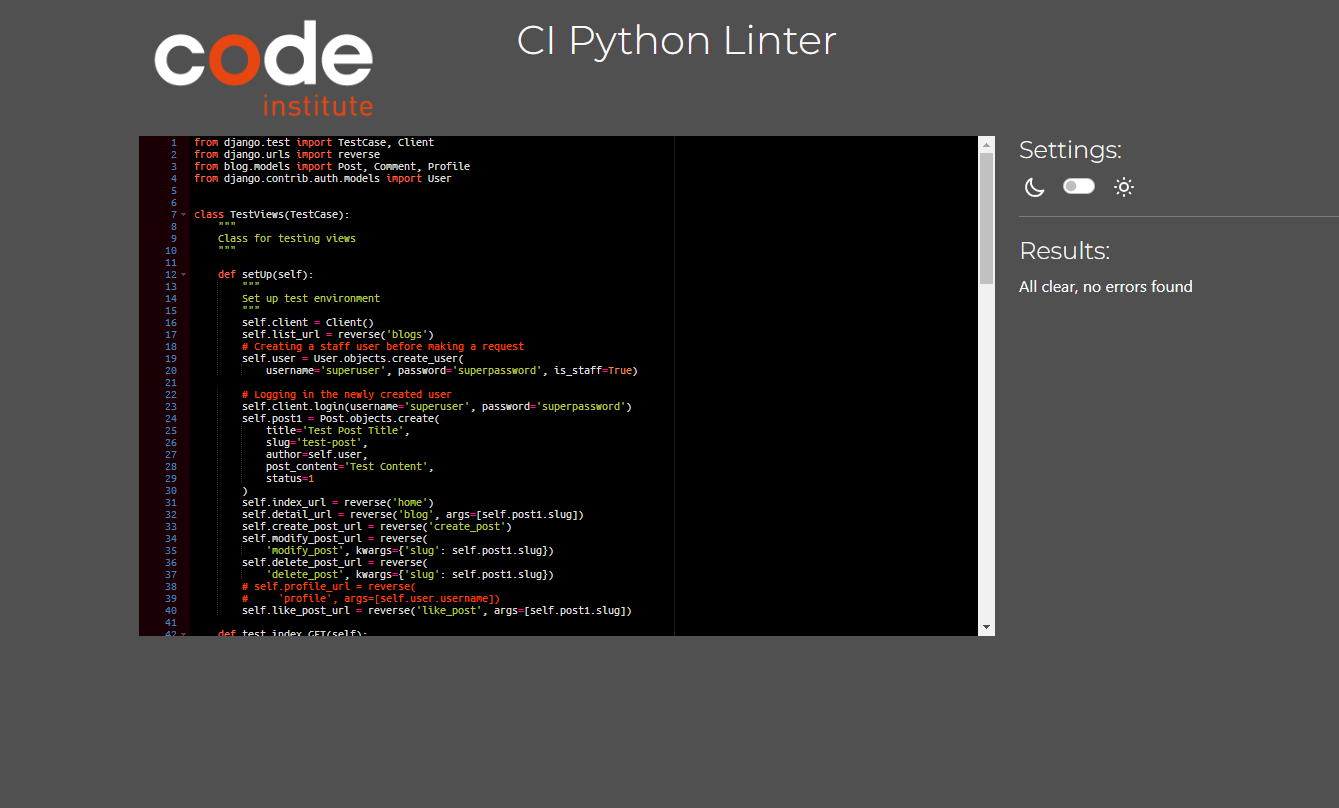 code
institute
CI Python Linter
1 from django.test import TestCase, Client
2 from django.urls import reverse
3 from blog.models import Post, Comment, Profile
4 from django.contrib.auth.models import User
5
6
7 class TestViews(TestCase):
8     """
9     Class for testing views
10     """
11
12     def setUp(self):
13         """
14         Set up test environment
15         """
16         self.client = Client()
17         self.list_url = reverse('blogs')
18         # Creating a staff user before making a request
19         self.user = User.objects.create_user(
20             username='superuser', password='superpassword', is_staff=True)
21
22         # Logging in the newly created user
23         self.client.login(username='superuser', password='superpassword')
24         self.post1 = Post.objects.create(
25             title='Test Post Title',
26             slug='test-post',
27             author=self.user,
28             post_content='Test Content',
29             status=1
30         )
31         self.index_url = reverse('home')
32         self.detail_url = reverse('blog', args=[self.post1.slug])
33         self.create_post_url = reverse('create_post')
34         self.modify_post_url = reverse(
35             'modify_post', kwargs={'slug': self.post1.slug})
36         self.delete_post_url = reverse(
37             'delete_post', kwargs={'slug': self.post1.slug})
38         # self.profile_url = reverse(
39         #     'profile', args=[self.user.username])
40         self.like_post_url = reverse('like_post', args=[self.post1.slug])
41
42     def test_index_GET(self):
Settings:
Results:
All clear, no errors found